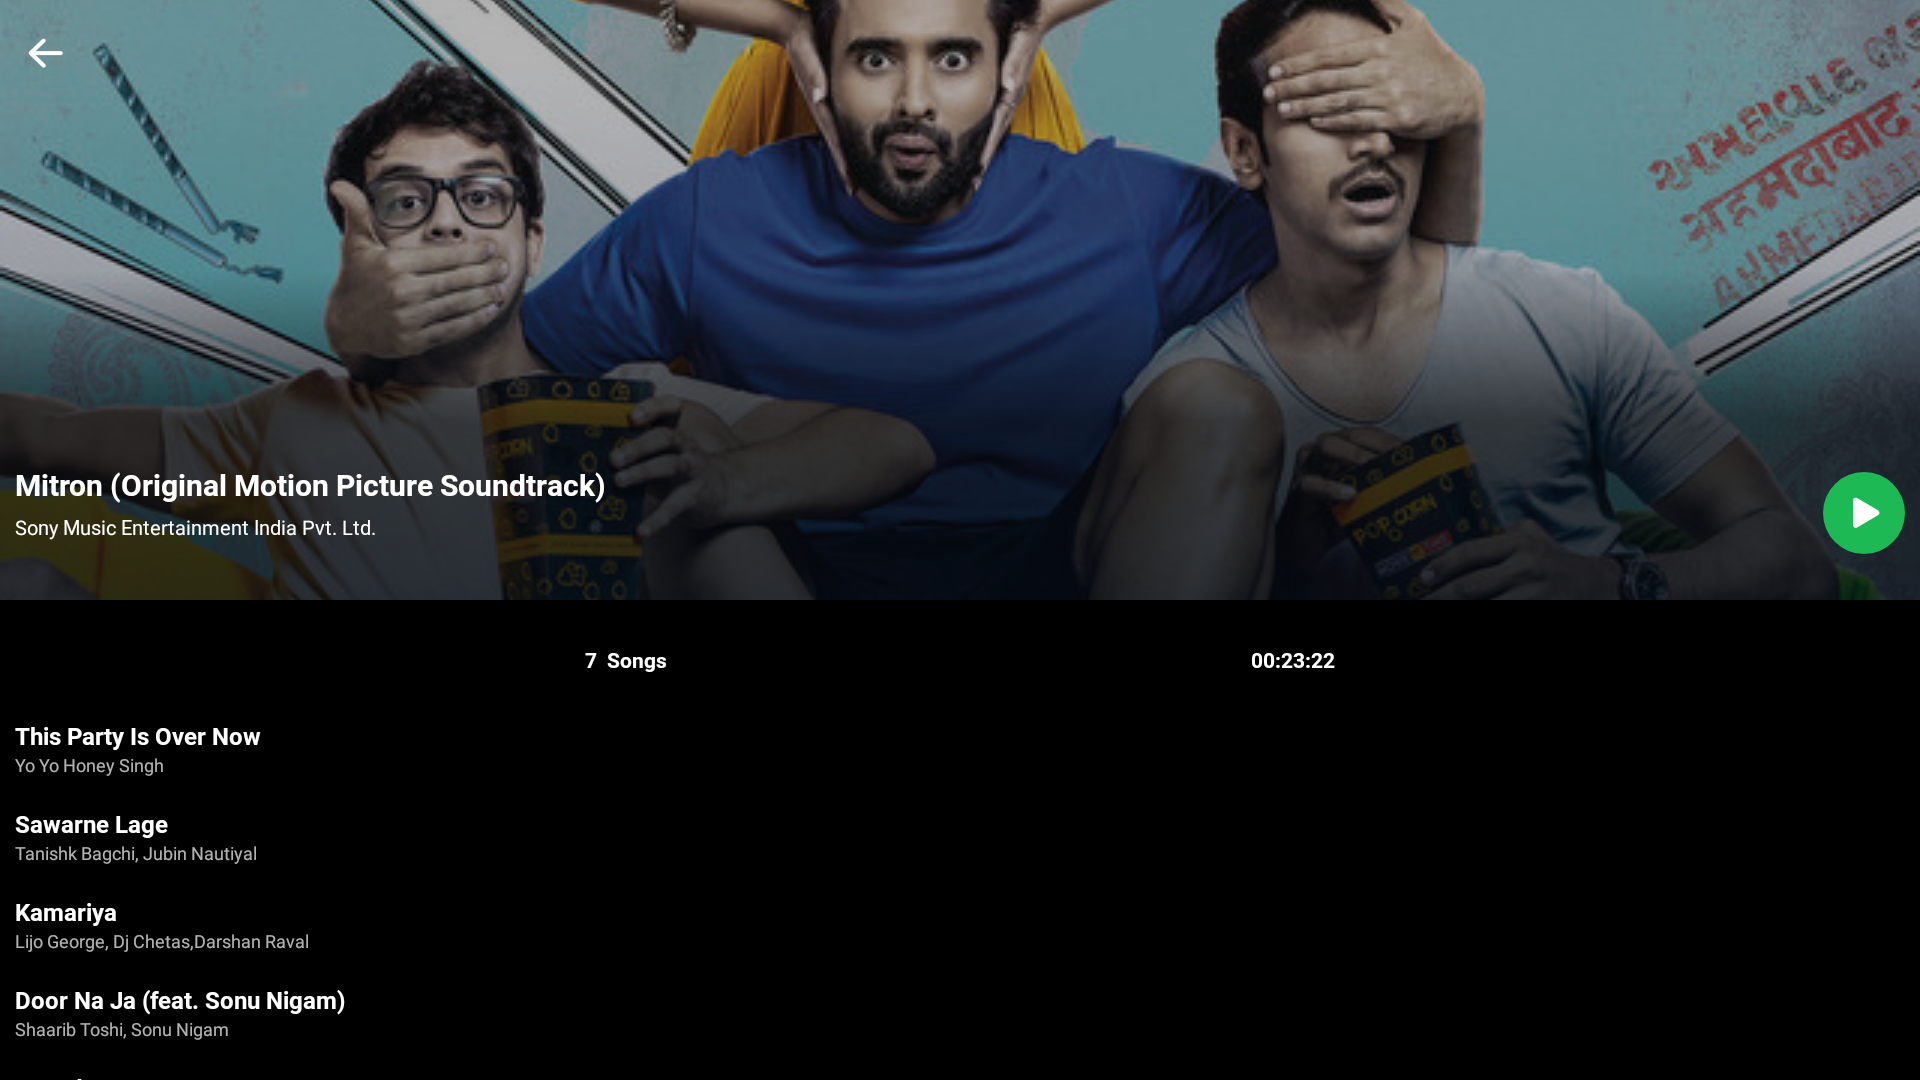 અમદાવાદ
अहमदाबाद
AHMEDABAD
POP CORN
Mitron (Original Motion Picture Soundtrack)
Sony Music Entertainment India Pvt. Ltd.
7 Songs
00:23:22
This Party Is Over Now
Yo Yo Honey Singh
Sawarne Lage
Tanishk Bagchi, Jubin Nautiyal
Kamariya
Lijo George, Dj Chetas,Darshan Raval
Door Na Ja (feat. Sonu Nigam)
Shaarib Toshi, Sonu Nigam